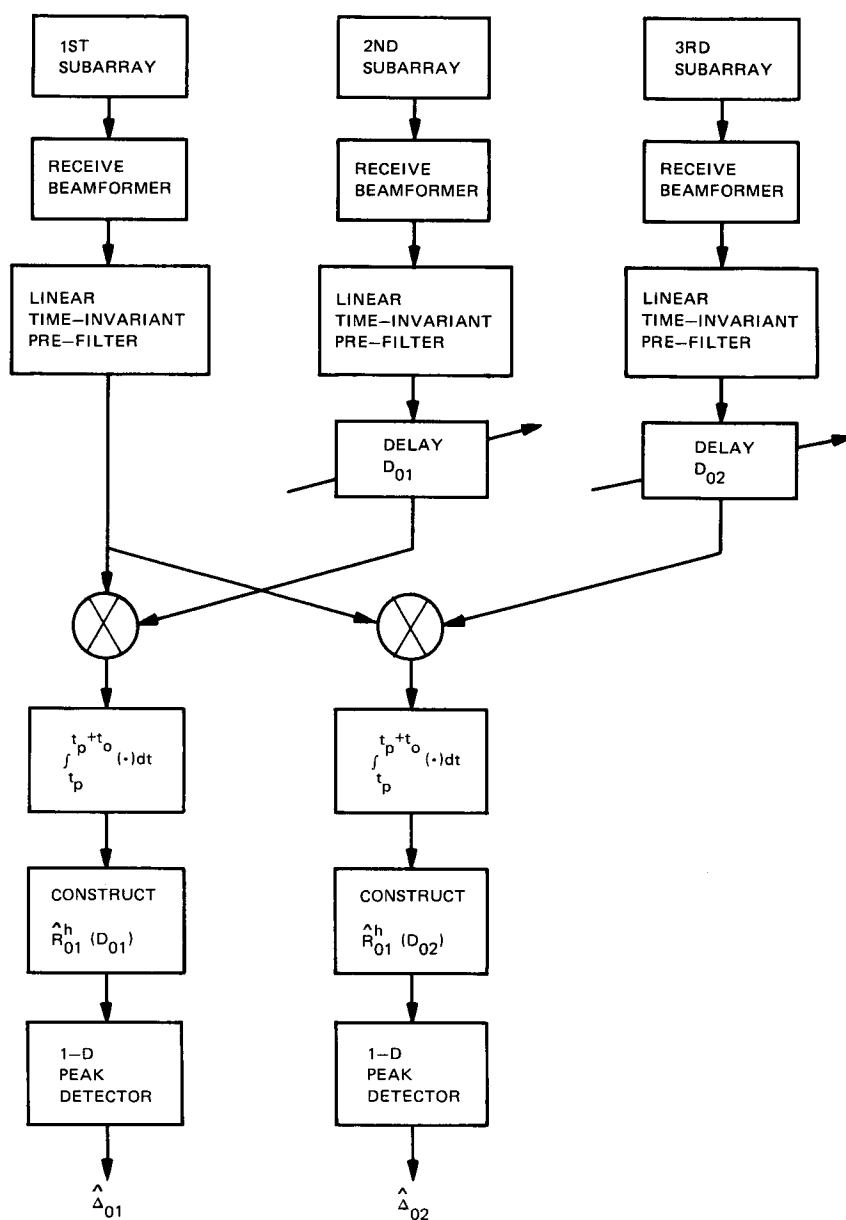 1ST
SUBARRAY
2ND
SUBARRAY
3RD
SUBARRAY
RECEIVE
BEAMFORMER
RECEIVE
BEAMFORMER
RECEIVE
BEAMFORMER
LINEAR
TIME–INVARIANT
PRE–FILTER
LINEAR
TIME–INVARIANT
PRE–FILTER
LINEAR
TIME–INVARIANT
PRE–FILTER
DELAY
D₀₁
DELAY
D₀₂
∫ₜₚ^(tₚ+tₒ) (•)dt
∫ₜₚ^(tₚ+tₒ) (•)dt
CONSTRUCT
R̂₀₁ʰ (D₀₁)
CONSTRUCT
R̂₀₁ʰ (D₀₂)
1–D
PEAK
DETECTOR
1–D
PEAK
DETECTOR
Δ̂₀₁
Δ̂₀₂